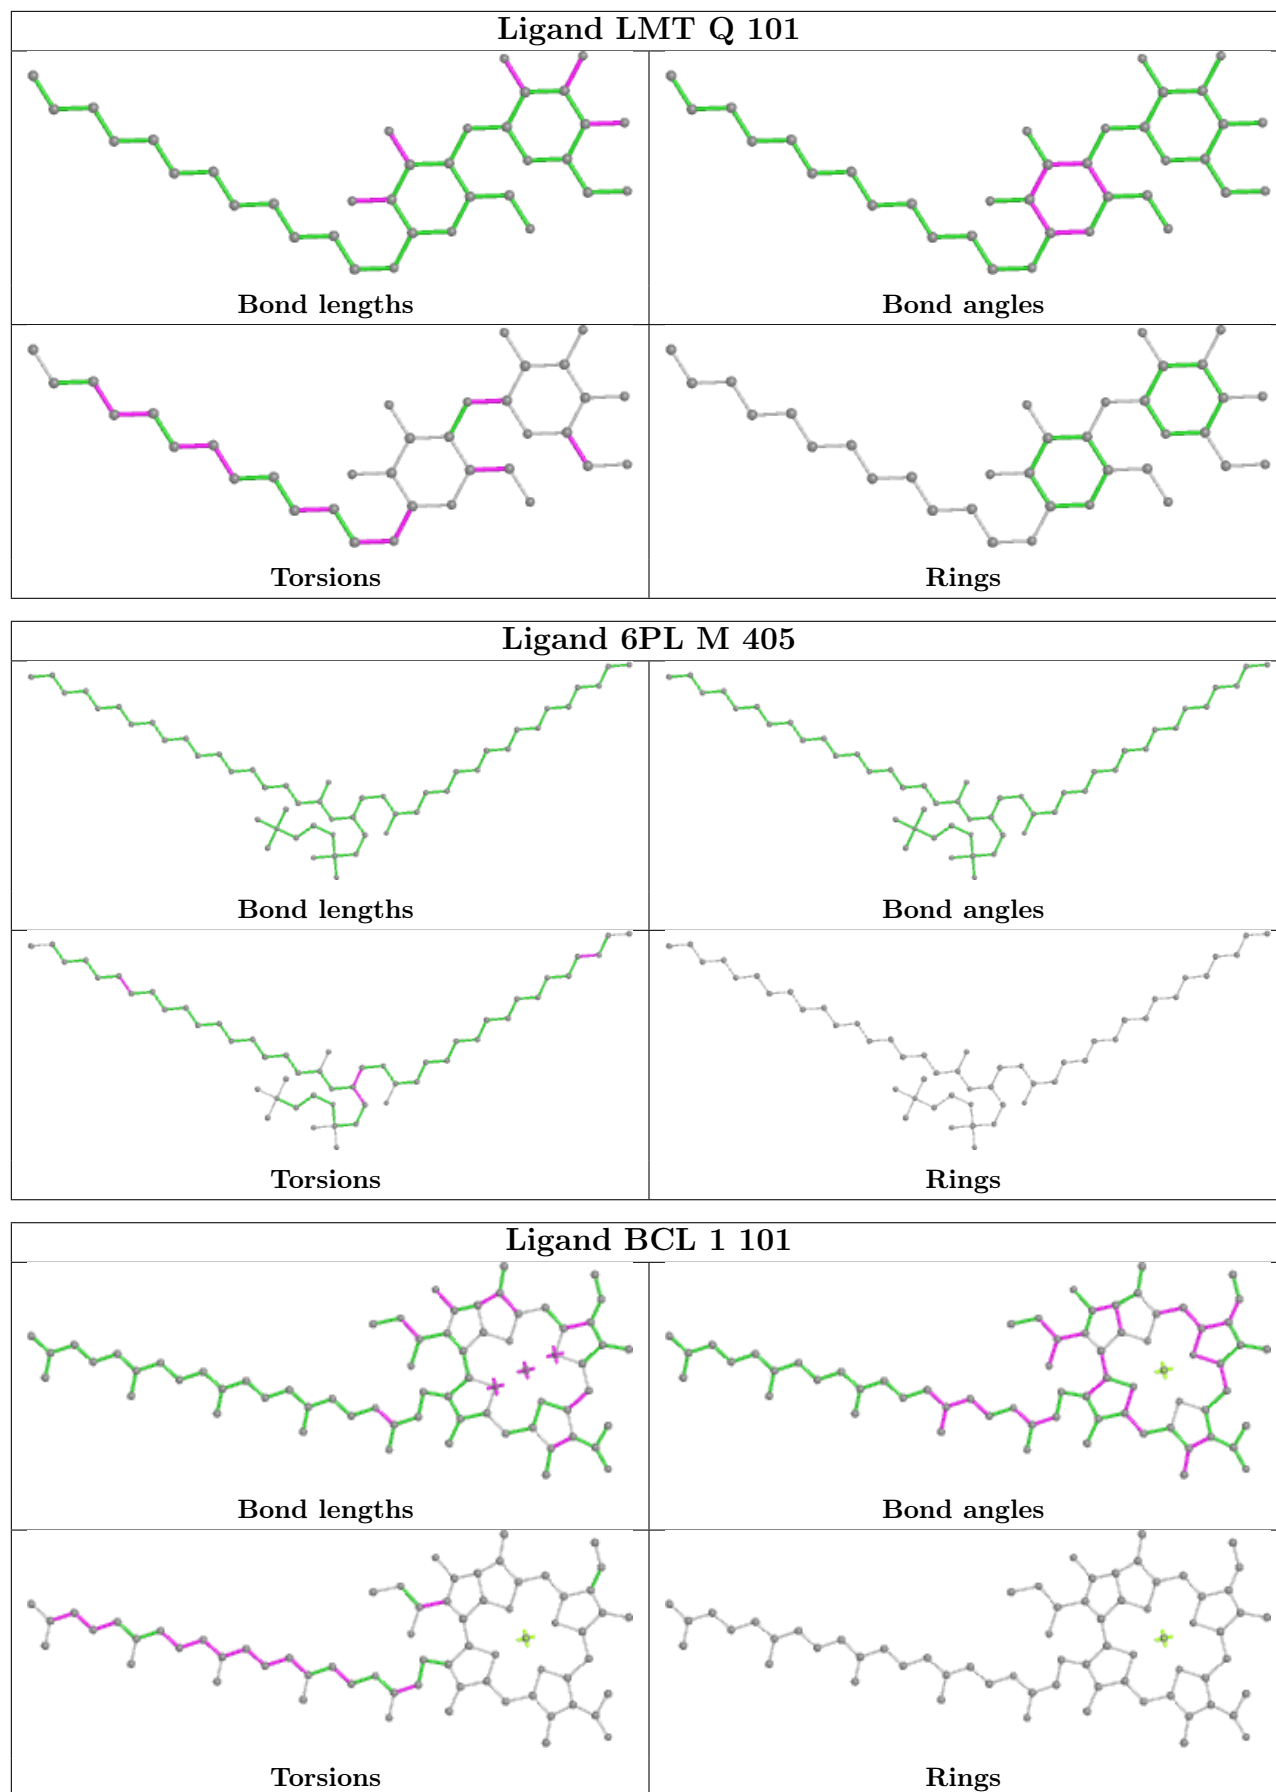 Ligand LMT Q 101
Bond lengths
Bond angles
Torsions
Rings
Ligand 6PL M 405
Bond lengths
Bond angles
Torsions
Rings
Ligand BCL 1 101
Bond lengths
Bond angles
Torsions
Rings